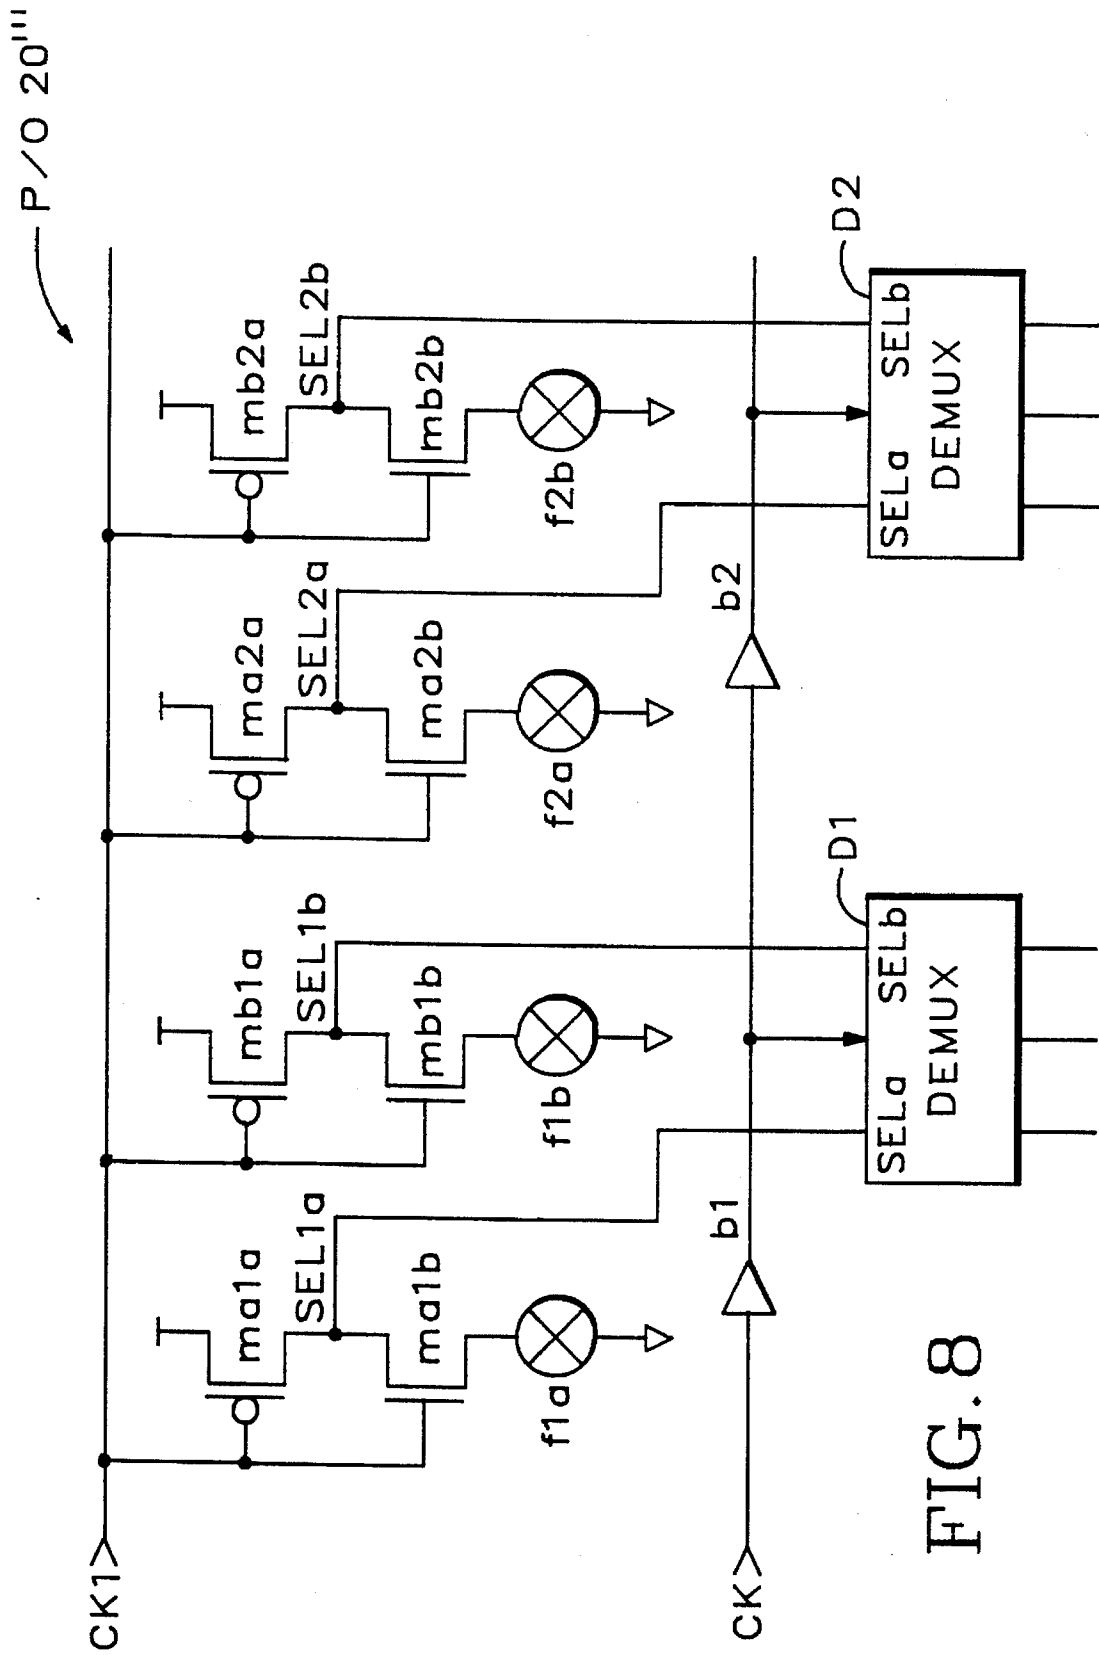 P/O 20'''
CK1
ma1a
SEL1a
ma1b
f1a
mb1a
SEL1b
mb1b
f1b
ma2a
SEL2a
ma2b
f2a
mb2a
SEL2b
mb2b
f2b
CK
b1
b2
D1
SELa SELb
DEMUX
D2
SELa SELb
DEMUX
FIG. 8